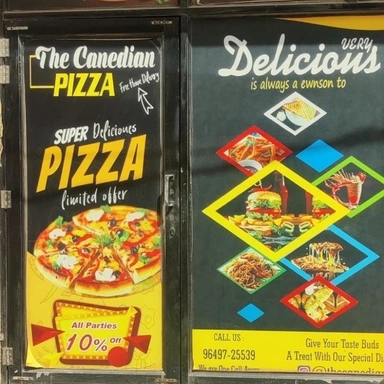 The Canedian
PIZZA
Free Home Delivery
SUPER Deliciones
PIZZA
limited offer
All Parties
10% Off
VERY
Delicious
is always a ewnson to
CALL US :
96497-25539
We are One Call Away
Give Your Taste Buds
A Treat With Our Special Di
@thecanedian